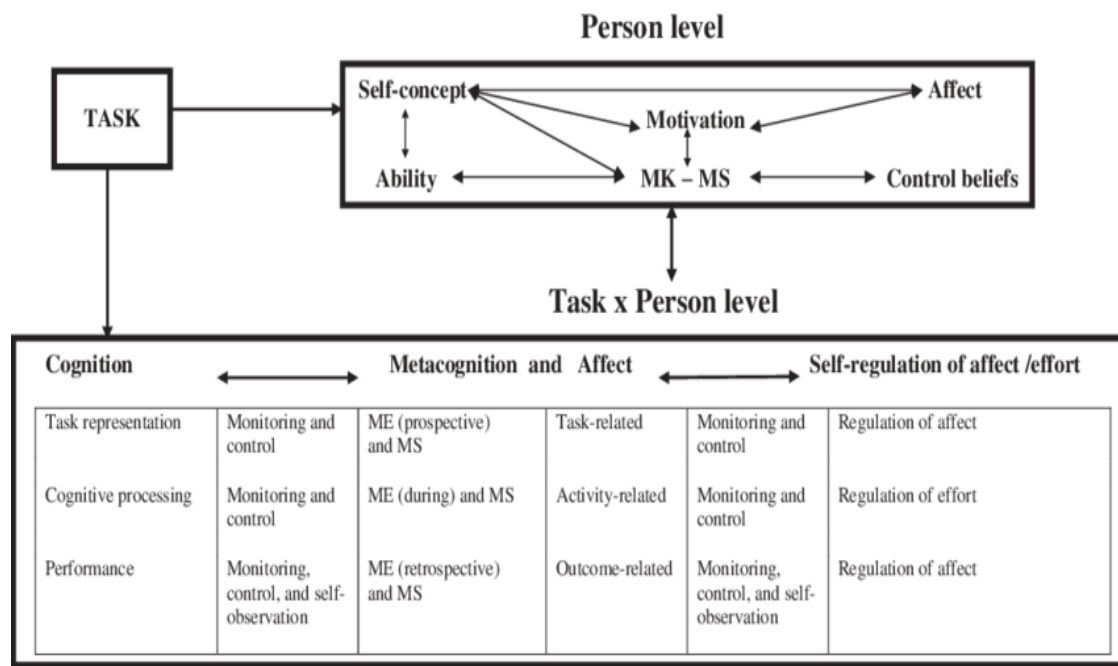 Person level
TASK
Self-concept
Affect
Motivation
Ability
MK – MS
Control beliefs
Task x Person level
Cognition
Metacognition and Affect
Self-regulation of affect /effort
Task representation
Monitoring and
control
ME (prospective)
and MS
Task-related
Monitoring and
control
Regulation of affect
Cognitive processing
Monitoring and
control
ME (during) and MS
Activity-related
Monitoring and
control
Regulation of effort
Performance
Monitoring,
control, and self-
observation
ME (retrospective)
and MS
Outcome-related
Monitoring,
control, and self-
observation
Regulation of affect